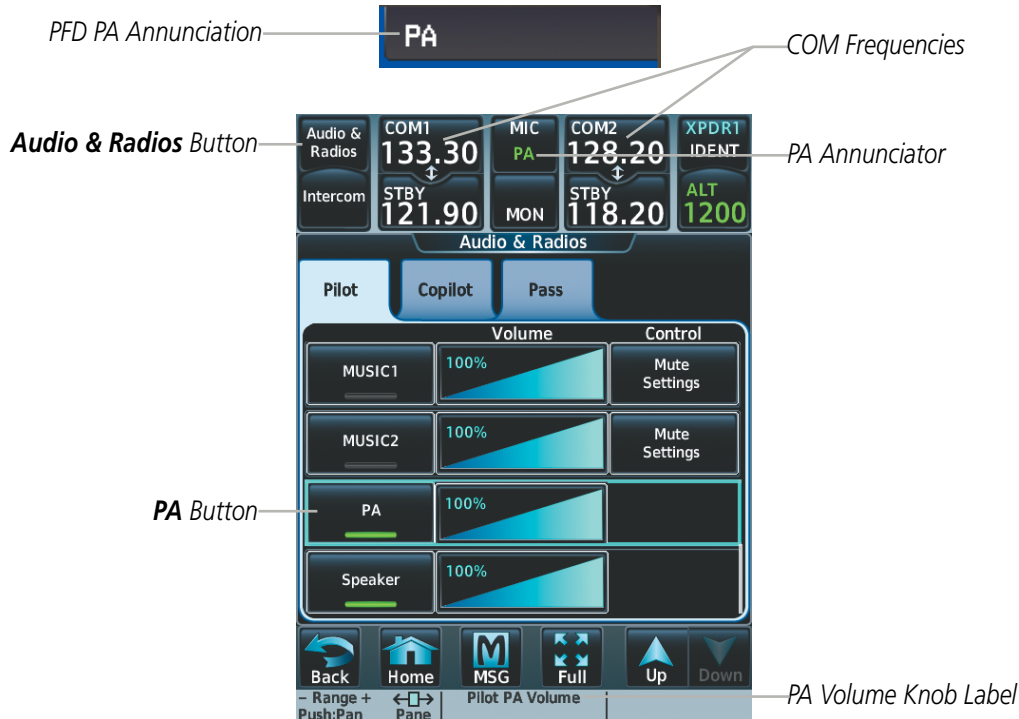 PFD PA Annunciation
PA
COM Frequencies
Audio & Radios Button
Audio & Radios
COM1
133.30
MIC
PA
COM2
128.20
XPDR1
IDENT
PA Annunciator
Intercom
STBY
121.90
MON
STBY
118.20
ALT
1200
Audio & Radios
Pilot
Copilot
Pass
Volume
Control
MUSIC1
100%
Mute
Settings
MUSIC2
100%
Mute
Settings
PA Button
PA
100%
Speaker
100%
Back
Home
MSG
Full
Up
Down
– Range +
Push:Pan
Pane
Pilot PA Volume
PA Volume Knob Label